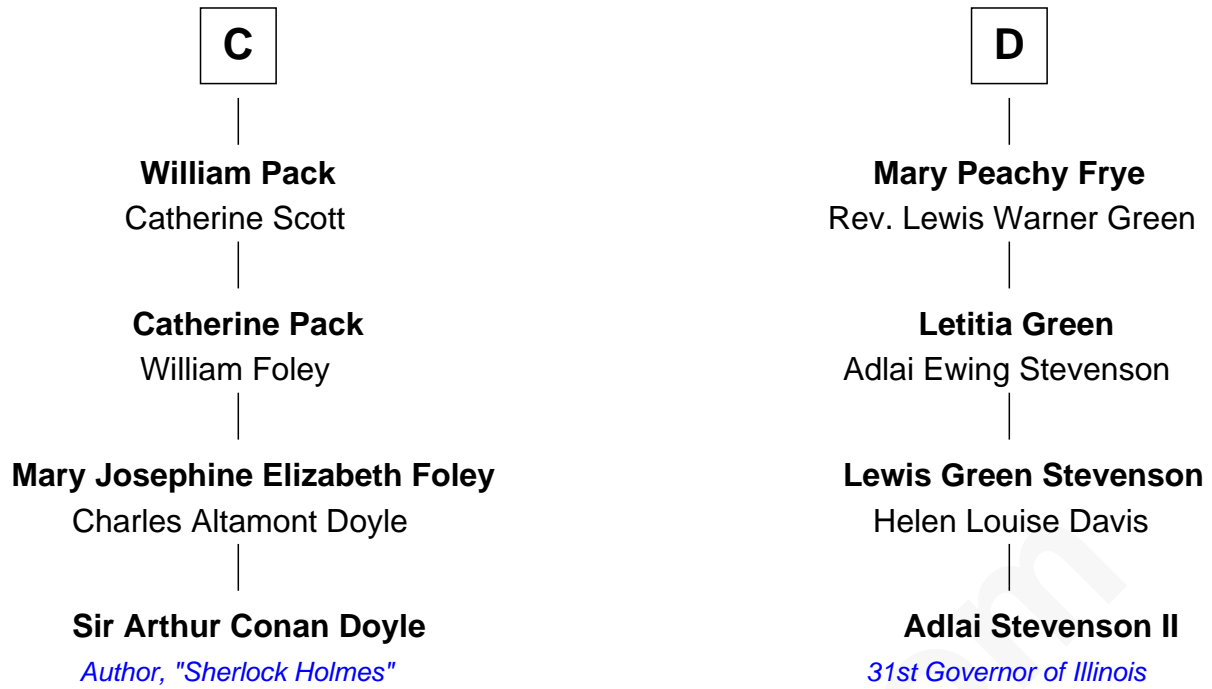 C
William Pack
Catherine Scott
Catherine Pack
William Foley
Mary Josephine Elizabeth Foley
Charles Altamont Doyle
Sir Arthur Conan Doyle
Author, "Sherlock Holmes"
D
Mary Peachy Frye
Rev. Lewis Warner Green
Letitia Green
Adlai Ewing Stevenson
Lewis Green Stevenson
Helen Louise Davis
Adlai Stevenson II
31st Governor of Illinois